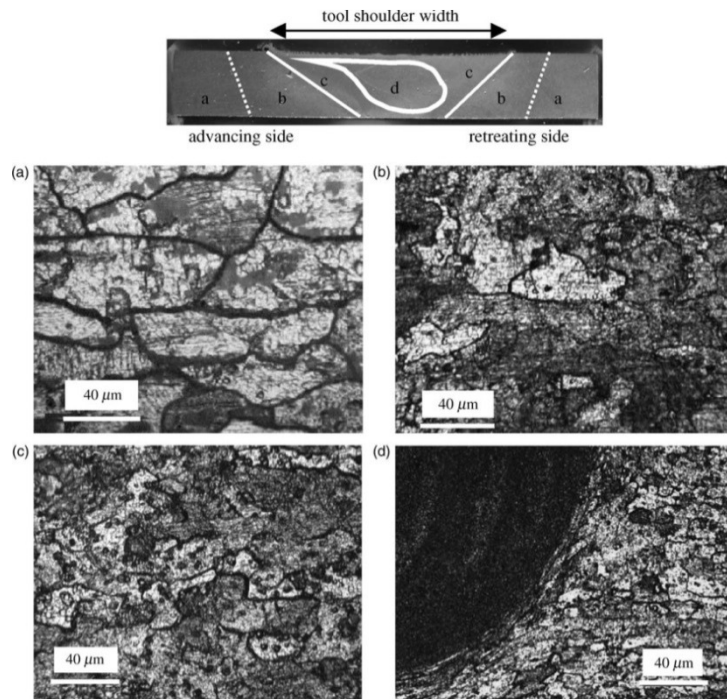 tool shoulder width
a b c d c b a
advancing side retreating side
(a) (b)
40 μm 40 μm
(c) (d)
40 μm 40 μm